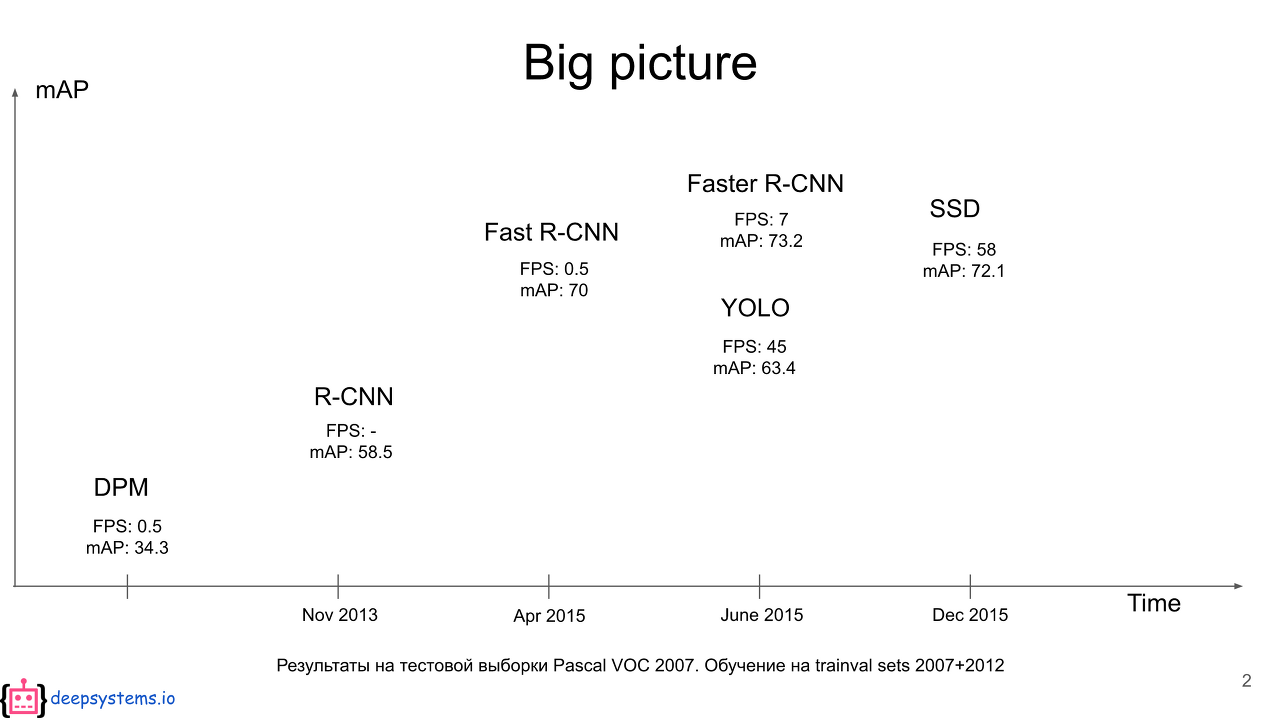 Big picture
mAP
Faster R-CNN
FPS: 7
mAP: 73.2
SSD
FPS: 58
mAP: 72.1
Fast R-CNN
FPS: 0.5
mAP: 70
YOLO
FPS: 45
mAP: 63.4
R-CNN
FPS: -
mAP: 58.5
DPM
FPS: 0.5
mAP: 34.3
Nov 2013
Apr 2015
June 2015
Dec 2015
Time
Результаты на тестовой выборки Pascal VOC 2007. Обучение на trainval sets 2007+2012
deepsystems.io
2